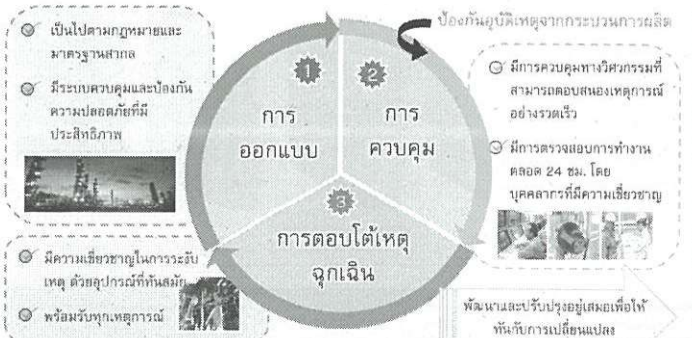 ป้องกันอุบัติเหตุจากกระบวนการผลิต
เป็นไปตามกฎหมายและ
มาตรฐานสากล
มีระบบควบคุมและป้องกัน
ความปลอดภัยที่มี
ประสิทธิภาพ
1
การ
ออกแบบ
2
การ
ควบคุม
มีการควบคุมทางวิศวกรรมที่
สามารถตอบสนองเหตุการณ์
อย่างรวดเร็ว
มีการตรวจสอบการทำงาน
ตลอด 24 ชม. โดย
บุคคลากรที่มีความเชี่ยวชาญ
3
การตอบโต้เหตุ
ฉุกเฉิน
มีความเชี่ยวชาญในการระงับ
เหตุ ด้วยอุปกรณ์ที่ทันสมัย
พร้อมรับทุกเหตุการณ์
พัฒนาและปรับปรุงอยู่เสมอเพื่อให้
ทันกับการเปลี่ยนแปลง